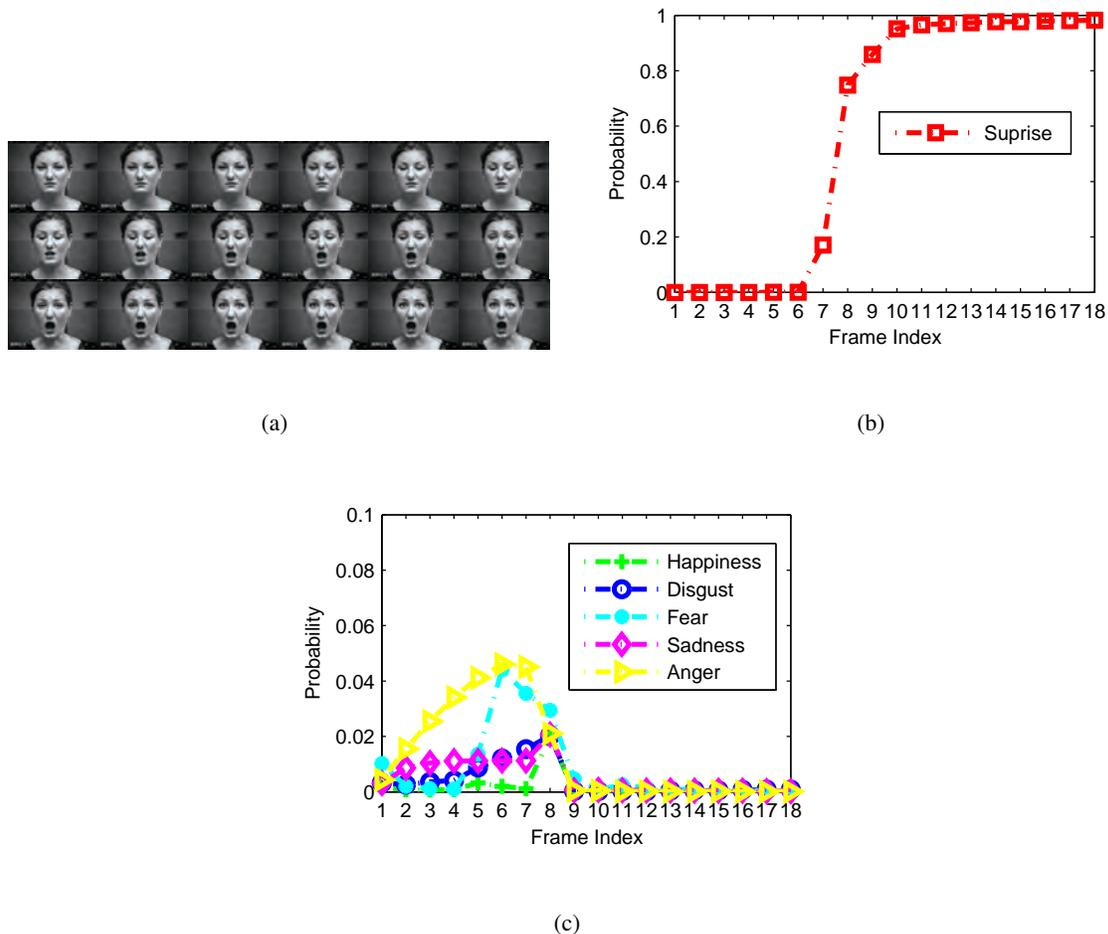 1
0.8
0.6
0.4
0.2
0
Probability
Suprise
1 2 3 4 5 6 7 8 9 10 11 12 13 14 15 16 17 18
Frame Index
(a)
(b)
0.1
0.08
0.06
0.04
0.02
0
Probability
Happiness
Disgust
Fear
Sadness
Anger
1 2 3 4 5 6 7 8 9 10 11 12 13 14 15 16 17 18
Frame Index
(c)